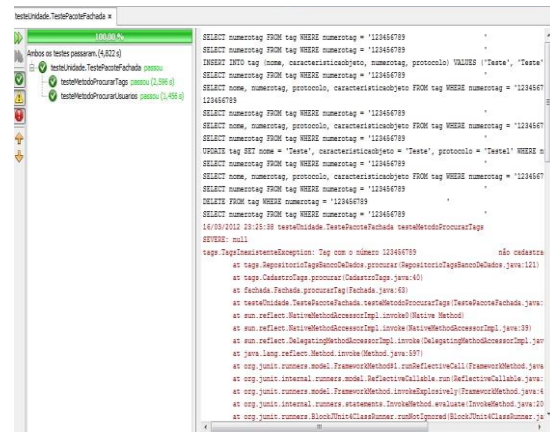 testeUnidade.TestePacoteFachada ×
100,00 %
Ambos os testes passaram.(4,822 s)
testeUnidade.TestePacoteFachada passou
testeMetodoProcurarTags passou (2,596 s)
testeMetodoProcurarUsuarios passou (1,456 s)
SELECT numerotag FROM tag WHERE numerotag = '123456789 '
SELECT numerotag FROM tag WHERE numerotag = '123456789 '
INSERT INTO tag (nome, caracteristicaobjeto, numerotag, protocolo) VALUES ('Teste', 'Teste'
SELECT numerotag FROM tag WHERE numerotag = '123456789 '
SELECT nome, numerotag, protocolo, caracteristicaobjeto FROM tag WHERE numerotag = '1234567
123456789
SELECT numerotag FROM tag WHERE numerotag = '123456789 '
SELECT nome, numerotag, protocolo, caracteristicaobjeto FROM tag WHERE numerotag = '1234567
SELECT numerotag FROM tag WHERE numerotag = '123456789 '
UPDATE tag SET nome = 'Teste', caracteristicaobjeto = 'Teste', protocolo = 'Teste1' WHERE n
SELECT numerotag FROM tag WHERE numerotag = '123456789 '
SELECT nome, numerotag, protocolo, caracteristicaobjeto FROM tag WHERE numerotag = '1234567
SELECT numerotag FROM tag WHERE numerotag = '123456789 '
DELETE FROM tag WHERE numerotag = '123456789 '
SELECT numerotag FROM tag WHERE numerotag = '123456789 '
16/03/2012 23:25:38 testeUnidade.TestePacoteFachada testeMetodoProcurarTags
SEVERE: null
tags.TagInexistenteException: Tag com o número 123456789 não cadastra
at tags.RepositorioTagsBancoDeDados.procurar(RepositorioTagsBancoDeDados.java:121)
at tags.CadastroTags.procurar(CadastroTags.java:40)
at fachada.Fachada.procurarTag(Fachada.java:63)
at testeUnidade.TestePacoteFachada.testeMetodoProcurarTags(TestePacoteFachada.java:
at sun.reflect.NativeMethodAccessorImpl.invoke0(Native Method)
at sun.reflect.NativeMethodAccessorImpl.invoke(NativeMethodAccessorImpl.java:39)
at sun.reflect.DelegatingMethodAccessorImpl.invoke(DelegatingMethodAccessorImpl.jav
at java.lang.reflect.Method.invoke(Method.java:597)
at org.junit.runners.model.FrameworkMethod$1.runReflectiveCall(FrameworkMethod.java
at org.junit.internal.runners.model.ReflectiveCallable.run(ReflectiveCallable.java:
at org.junit.runners.model.FrameworkMethod.invokeExplosively(FrameworkMethod.java:4
at org.junit.internal.runners.statements.InvokeMethod.evaluate(InvokeMethod.java:20
at org.junit.runners.BlockJUnit4ClassRunner.runNotIgnored(BlockJUnit4ClassRunner.ja